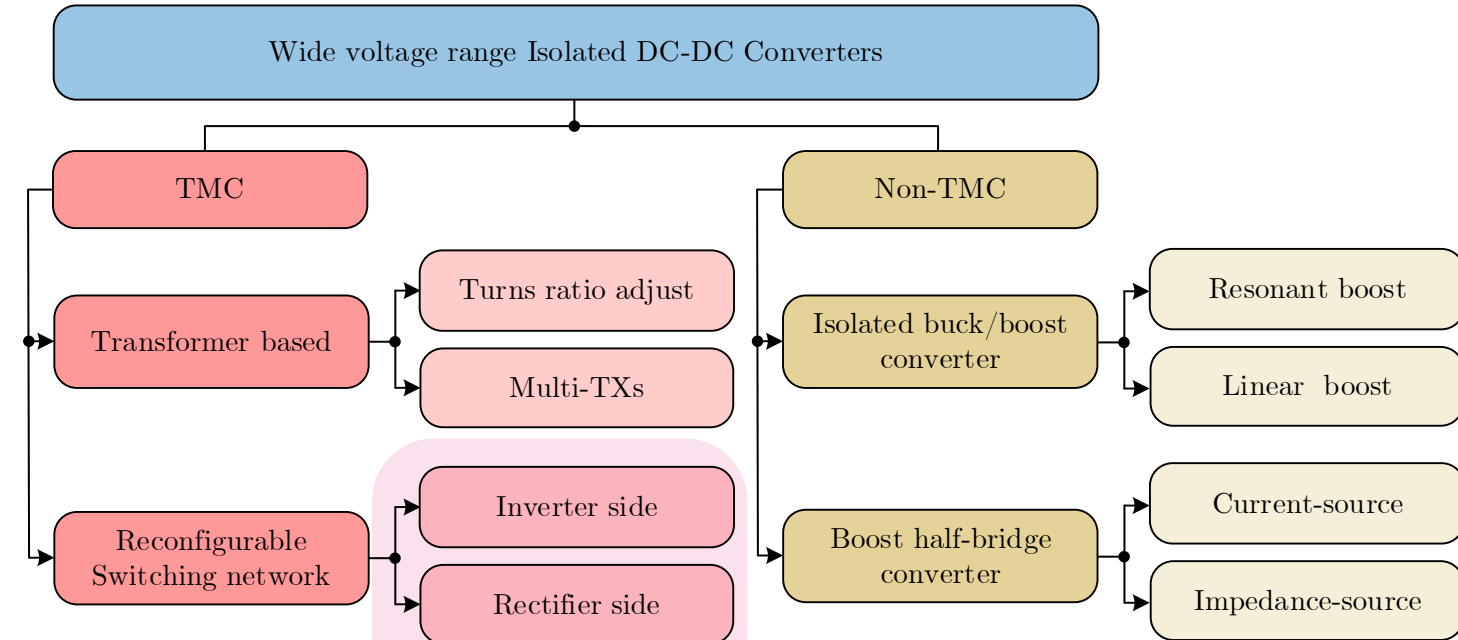 Wide voltage range Isolated DC-DC Converters
TMC
Non-TMC
Transformer based
Turns ratio adjust
Multi-TXs
Isolated buck/boost
converter
Resonant boost
Linear boost
Reconfigurable
Switching network
Inverter side
Rectifier side
Boost half-bridge
converter
Current-source
Impedance-source